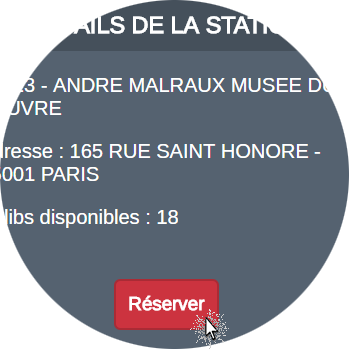 AILS DE LA STATI
3 - ANDRE MALRAUX MUSEE DU
UVRE
resse : 165 RUE SAINT HONORE -
001 PARIS
libs disponibles : 18
Réserver